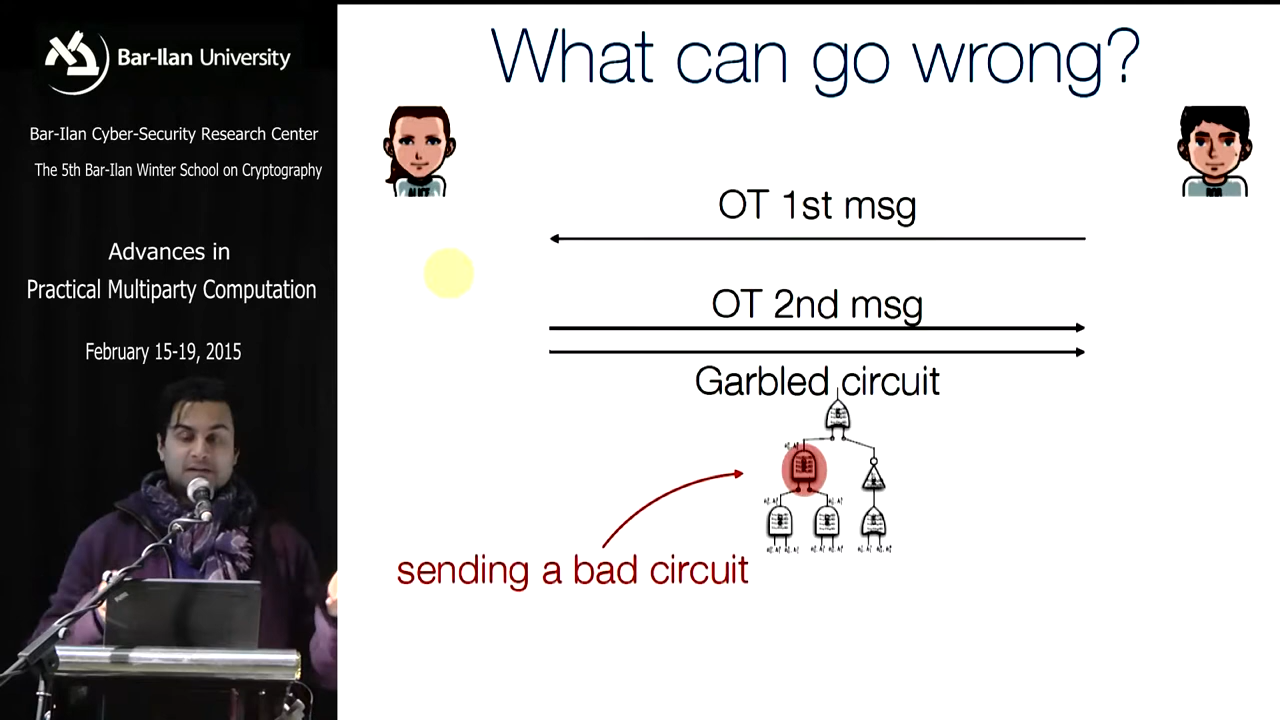 Bar-Ilan University
Bar-Ilan Cyber-Security Research Center
The 5th Bar-Ilan Winter School on Cryptography
Advances in
Practical Multiparty Computation
February 15-19, 2015
What can go wrong?
OT 1st msg
OT 2nd msg
Garbled circuit
sending a bad circuit